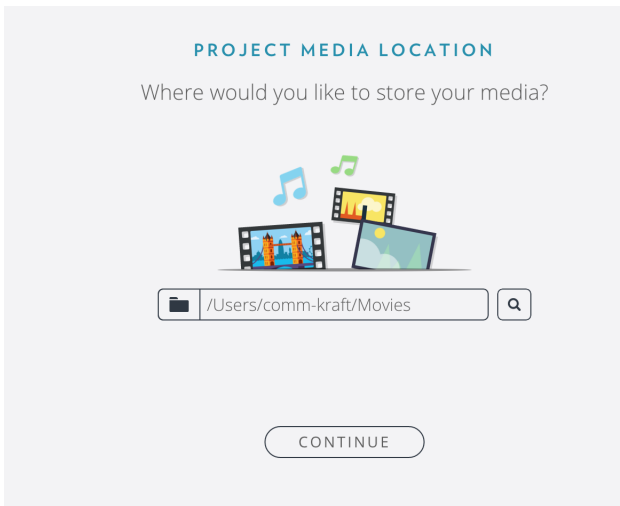 PROJECT MEDIA LOCATION
Where would you like to store your media?
/Users/comm-kraft/Movies
CONTINUE